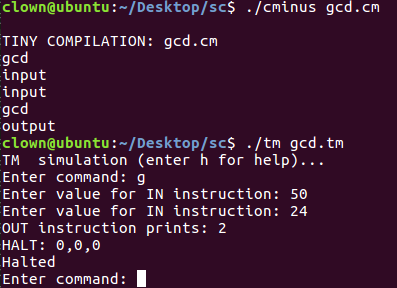 clown@ubuntu:~/Desktop/sc$ ./cminus gcd.cm
TINY COMPILATION: gcd.cm
gcd
input
input
gcd
output
clown@ubuntu:~/Desktop/sc$ ./tm gcd.tm
TM  simulation (enter h for help)...
Enter command: g
Enter value for IN instruction: 50
Enter value for IN instruction: 24
OUT instruction prints: 2
HALT: 0,0,0
Halted
Enter command: